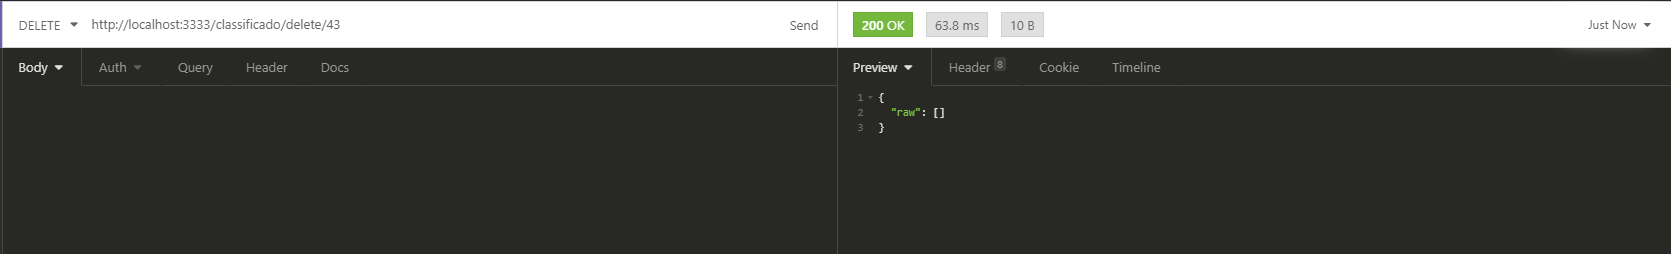 DELETE http://localhost:3333/classificado/delete/43 Send 200 OK 63.8 ms 10 B Just Now
Body Auth Query Header Docs Preview Header 8 Cookie Timeline
1 {
2 "raw": []
3 }